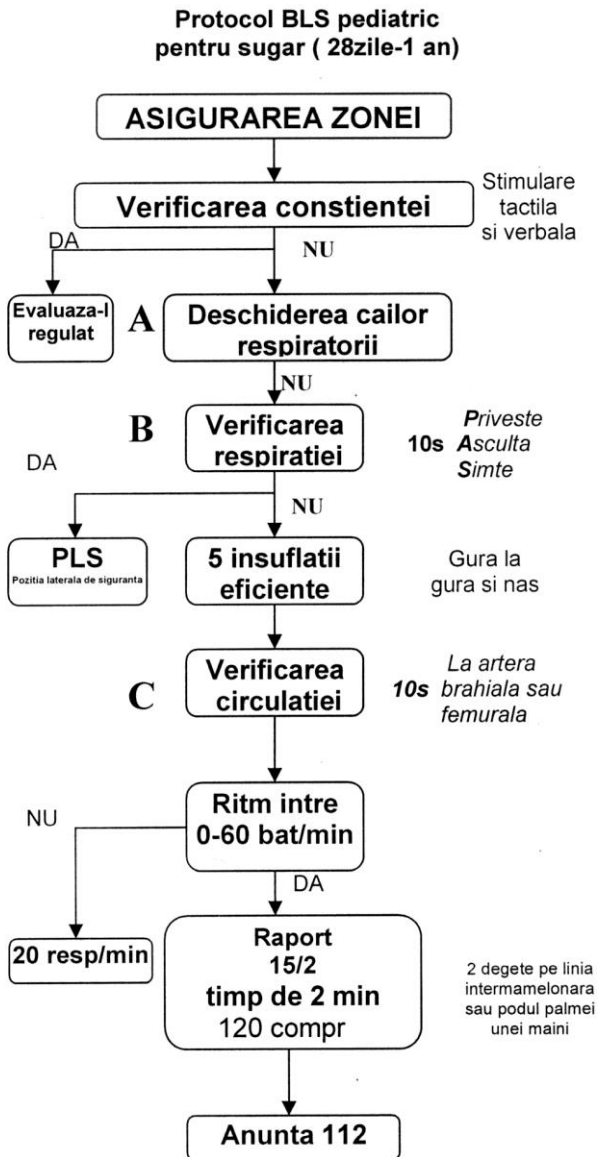 Protocol BLS pediatric
pentru sugar ( 28zile-1 an)
ASIGURAREA ZONEI
Verificarea constientei
Stimulare
tactila
si verbala
DA
NU
Evaluaza-l
regulat
A
Deschiderea cailor
respiratorii
NU
B
Verificarea
respiratiei
10s
Priveste
Asculta
Simte
DA
NU
PLS
Pozitia laterala de siguranta
5 insuflatii
eficiente
Gura la
gura si nas
C
Verificarea
circulatiei
10s
La artera
brahiala sau
femurala
Ritm intre
0-60 bat/min
NU
DA
20 resp/min
Raport
15/2
timp de 2 min
120 compr
2 degete pe linia
intermamelonara
sau podul palmei
unei maini
Anunta 112